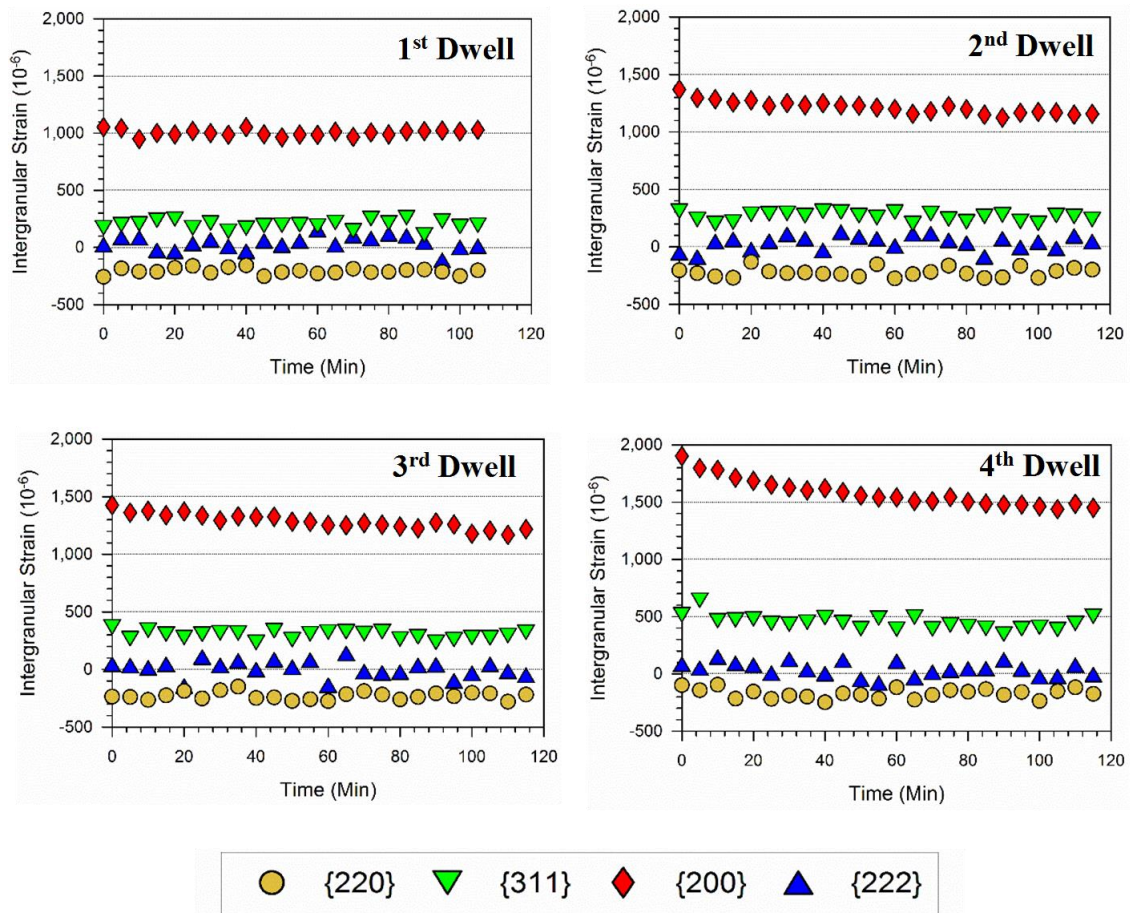 1st Dwell
Intergranular Strain (10-6)
2,000
1,500
1,000
500
0
-500
0 20 40 60 80 100 120
Time (Min)
2nd Dwell
Intergranular Strain (10-6)
2,000
1,500
1,000
500
0
-500
0 20 40 60 80 100 120
Time (Min)
3rd Dwell
Intergranular Strain (10-6)
2,000
1,500
1,000
500
0
-500
0 20 40 60 80 100 120
Time (Min)
4th Dwell
Intergranular Strain (10-6)
2,000
1,500
1,000
500
0
-500
0 20 40 60 80 100 120
Time (Min)
{220} {311} {200} {222}